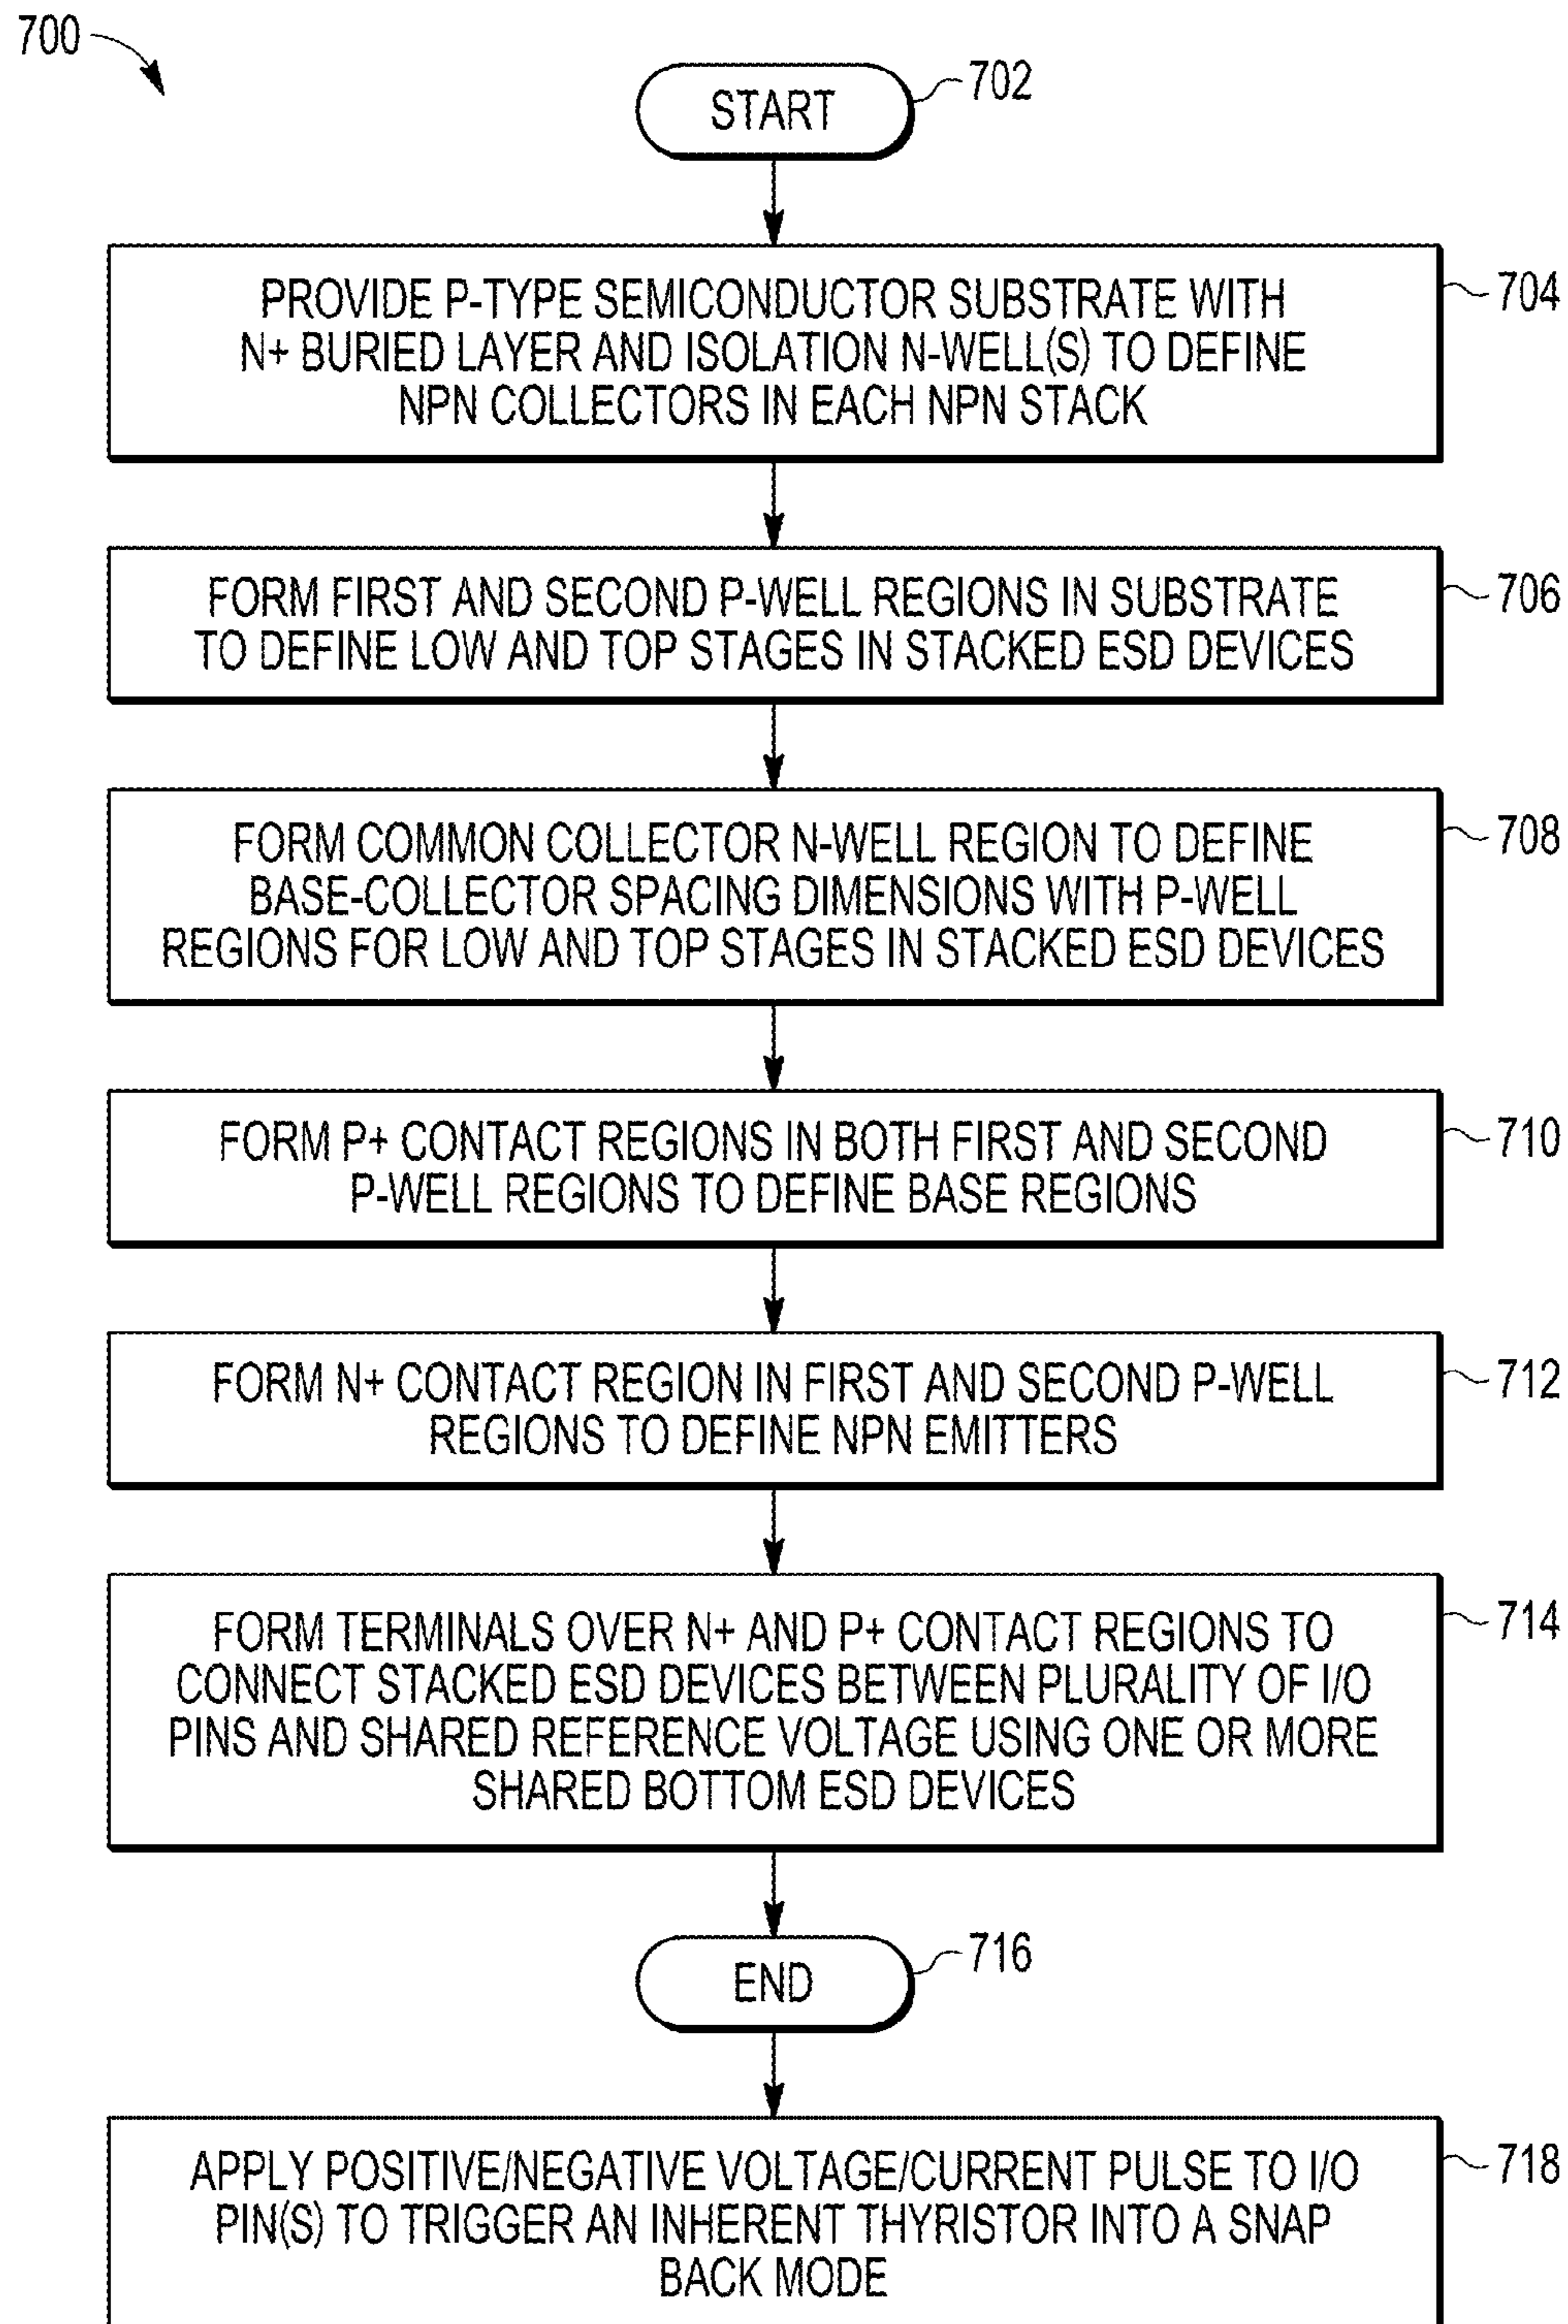 700
START
702
PROVIDE P-TYPE SEMICONDUCTOR SUBSTRATE WITH
N+ BURIED LAYER AND ISOLATION N-WELL(S) TO DEFINE
NPN COLLECTORS IN EACH NPN STACK
704
FORM FIRST AND SECOND P-WELL REGIONS IN SUBSTRATE
TO DEFINE LOW AND TOP STAGES IN STACKED ESD DEVICES
706
FORM COMMON COLLECTOR N-WELL REGION TO DEFINE
BASE-COLLECTOR SPACING DIMENSIONS WITH P-WELL
REGIONS FOR LOW AND TOP STAGES IN STACKED ESD DEVICES
708
FORM P+ CONTACT REGIONS IN BOTH FIRST AND SECOND
P-WELL REGIONS TO DEFINE BASE REGIONS
710
FORM N+ CONTACT REGION IN FIRST AND SECOND P-WELL
REGIONS TO DEFINE NPN EMITTERS
712
FORM TERMINALS OVER N+ AND P+ CONTACT REGIONS TO
CONNECT STACKED ESD DEVICES BETWEEN PLURALITY OF I/O
PINS AND SHARED REFERENCE VOLTAGE USING ONE OR MORE
SHARED BOTTOM ESD DEVICES
714
END
716
APPLY POSITIVE/NEGATIVE VOLTAGE/CURRENT PULSE TO I/O
PIN(S) TO TRIGGER AN INHERENT THYRISTOR INTO A SNAP
BACK MODE
718